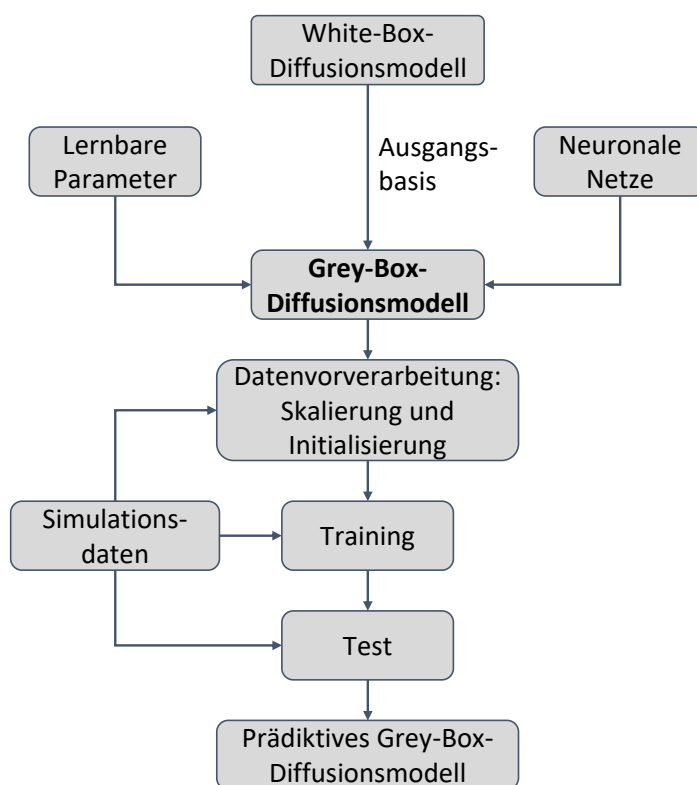 White-Box-
Diffusionsmodell
Lernbare
Parameter
Ausgangs-
basis
Neuronale
Netze
Grey-Box-
Diffusionsmodell
Datenvorverarbeitung:
Skalierung und
Initialisierung
Simulations-
daten
Training
Test
Prädiktives Grey-Box-
Diffusionsmodell